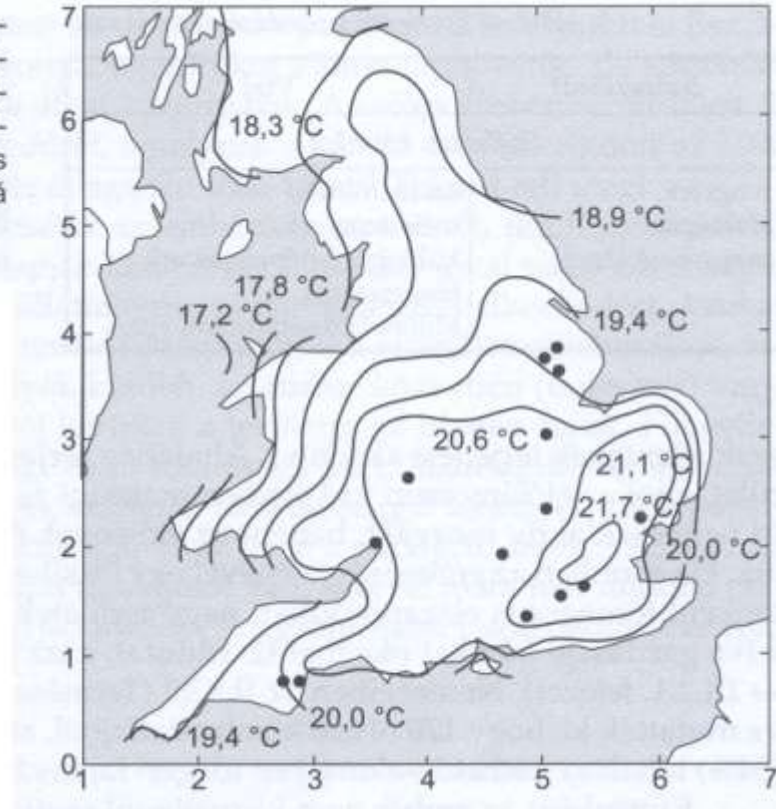 7
6
5
4
3
2
1
0
s
a
18,3 °C
18,9 °C
17,8 °C
17,2 °C
19,4 °C
20,6 °C
21,1 °C
21,7 °C
20,0 °C
20,0 °C
19,4 °C
1 2 3 4 5 6 7